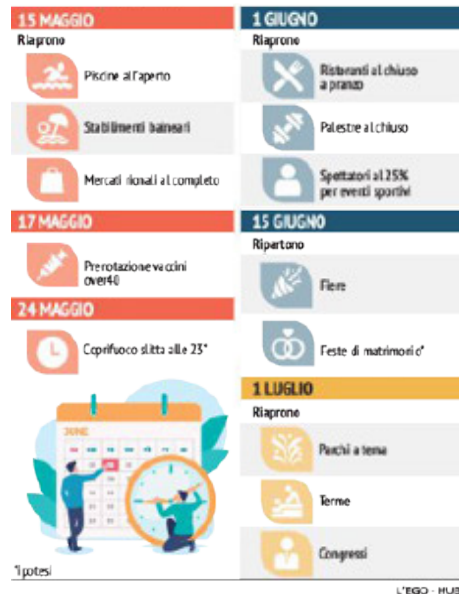 15 MAGGIO
Riaprono
Piscine all'aperto
Stabilimenti balneari
Mercati rionali al completo
17 MAGGIO
Prenotazione vaccini
over40
24 MAGGIO
Coprifuoco slitta alle 23*
JUNE
*ipotesi
1 GIUGNO
Riaprono
Ristoranti al chiuso
a pranzo
Palestre al chiuso
Spettatori al 25%
per eventi sportivi
15 GIUGNO
Ripartono
Fiere
Feste di matrimonio*
1 LUGLIO
Riaprono
Parchi a tema
Terme
Congressi
L'EGO - HUB